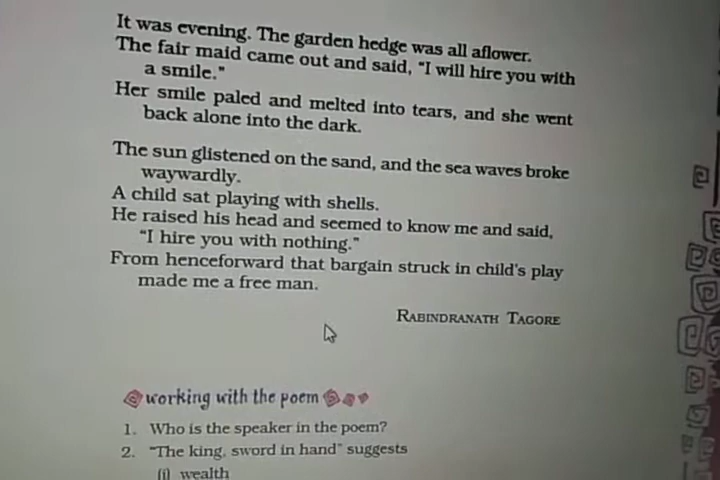 It was evening. The garden hedge was all aflower.
The fair maid came out and said, "I will hire you with
a smile."
Her smile paled and melted into tears, and she went
back alone into the dark.
The sun glistened on the sand, and the sea waves broke
waywardly.
A child sat playing with shells.
He raised his head and seemed to know me and said,
"I hire you with nothing."
From henceforward that bargain struck in child's play
made me a free man.
RABINDRANATH TAGORE
working with the poem
1. Who is the speaker in the poem?
2. "The king, sword in hand" suggests
(i) wealth